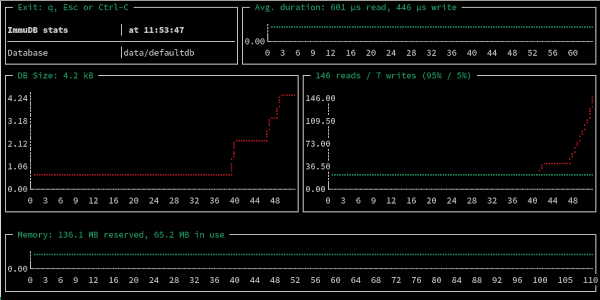 Exit: q, Esc or Ctrl-C
ImmuDB stats at 11:53:47
Database data/defaultdb
Avg. duration: 601 µs read, 446 µs write
0.00
0 3 6 9 12 16 20 24 28 32 36 40 44 48 52 56 60
DB Size: 4.2 kB
4.24
3.18
2.12
1.06
0.00
0 3 6 9 12 16 20 24 28 32 36 40 44 48
146 reads / 7 writes (95% / 5%)
146.00
109.50
73.00
36.50
0.00
0 3 6 9 12 16 20 24 28 32 36 40 44 48
Memory: 136.1 MB reserved, 65.2 MB in use
0.00
0 3 6 9 12 16 20 24 28 32 36 40 44 48 52 56 60 64 68 72 76 80 84 88 92 96 100 105 110